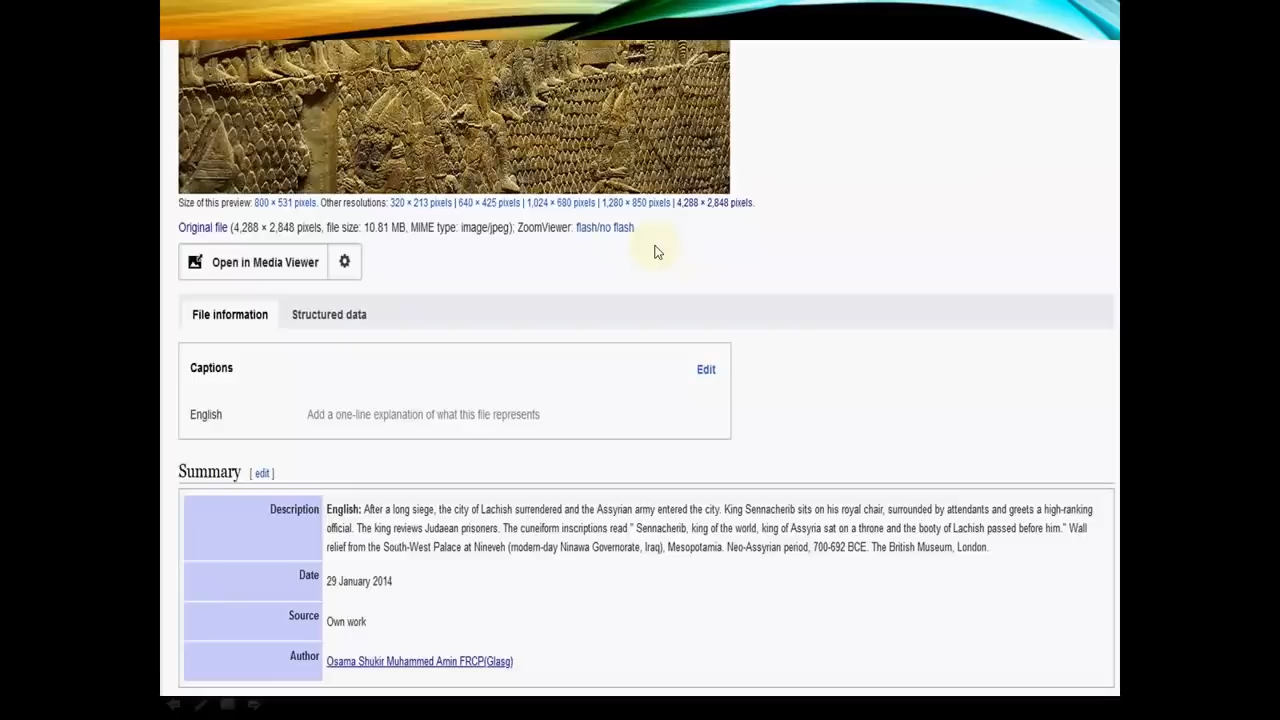 Size of this preview: 800 × 531 pixels. Other resolutions: 320 × 213 pixels | 640 × 425 pixels | 1,024 × 680 pixels | 1,280 × 850 pixels | 4,288 × 2,848 pixels.
Original file (4,288 × 2,848 pixels, file size: 10.81 MB, MIME type: image/jpeg); ZoomViewer: flash/no flash
Open in Media Viewer
File information Structured data
Captions Edit
English Add a one-line explanation of what this file represents
Summary [ edit ]
Description English: After a long siege, the city of Lachish surrendered and the Assyrian army entered the city. King Sennacherib sits on his royal chair, surrounded by attendants and greets a high-ranking
official. The king reviews Judaean prisoners. The cuneiform inscriptions read " Sennacherib, king of the world, king of Assyria sat on a throne and the booty of Lachish passed before him." Wall
relief from the South-West Palace at Nineveh (modern-day Ninawa Governorate, Iraq), Mesopotamia. Neo-Assyrian period, 700-692 BCE. The British Museum, London.
Date 29 January 2014
Source Own work
Author Osama Shukir Muhammed Amin FRCP(Glasg)